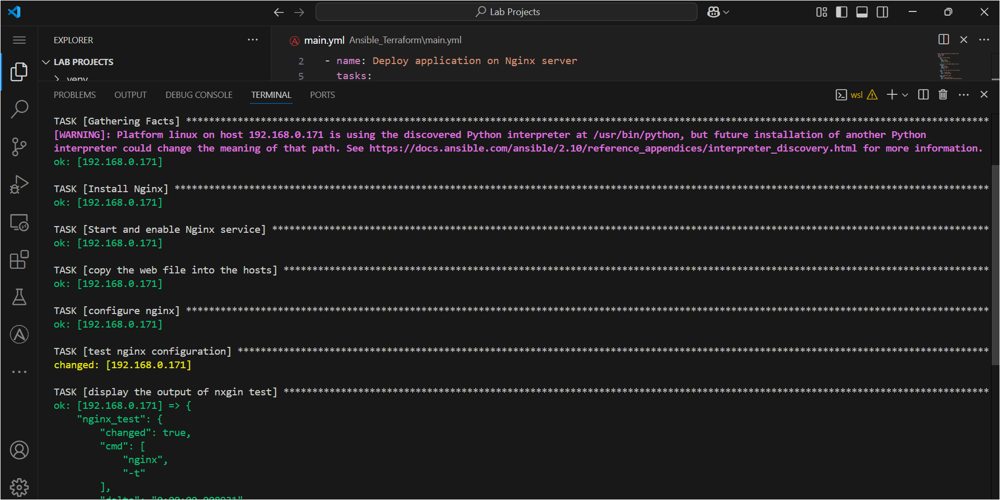 Lab Projects
EXPLORER
LAB PROJECTS
venv
main.yml Ansible_Terraform\main.yml
2 - name: Deploy application on Nginx server
5 tasks:
PROBLEMS OUTPUT DEBUG CONSOLE TERMINAL PORTS
wsl
TASK [Gathering Facts] ********************************************************************************************************************************************
[WARNING]: Platform linux on host 192.168.0.171 is using the discovered Python interpreter at /usr/bin/python, but future installation of another Python
interpreter could change the meaning of that path. See https://docs.ansible.com/ansible/2.10/reference_appendices/interpreter_discovery.html for more information.
ok: [192.168.0.171]
TASK [Install Nginx] **********************************************************************************************************************************************
ok: [192.168.0.171]
TASK [Start and enable Nginx service] *****************************************************************************************************************************
ok: [192.168.0.171]
TASK [copy the web file into the hosts] ***************************************************************************************************************************
ok: [192.168.0.171]
TASK [configure nginx] ********************************************************************************************************************************************
ok: [192.168.0.171]
TASK [test nginx configuration] ***********************************************************************************************************************************
changed: [192.168.0.171]
TASK [display the output of nxgin test] ***************************************************************************************************************************
ok: [192.168.0.171] => {
"nginx_test": {
"changed": true,
"cmd": [
"nginx",
"-t"
],
"delta": "0:00:00.008931"